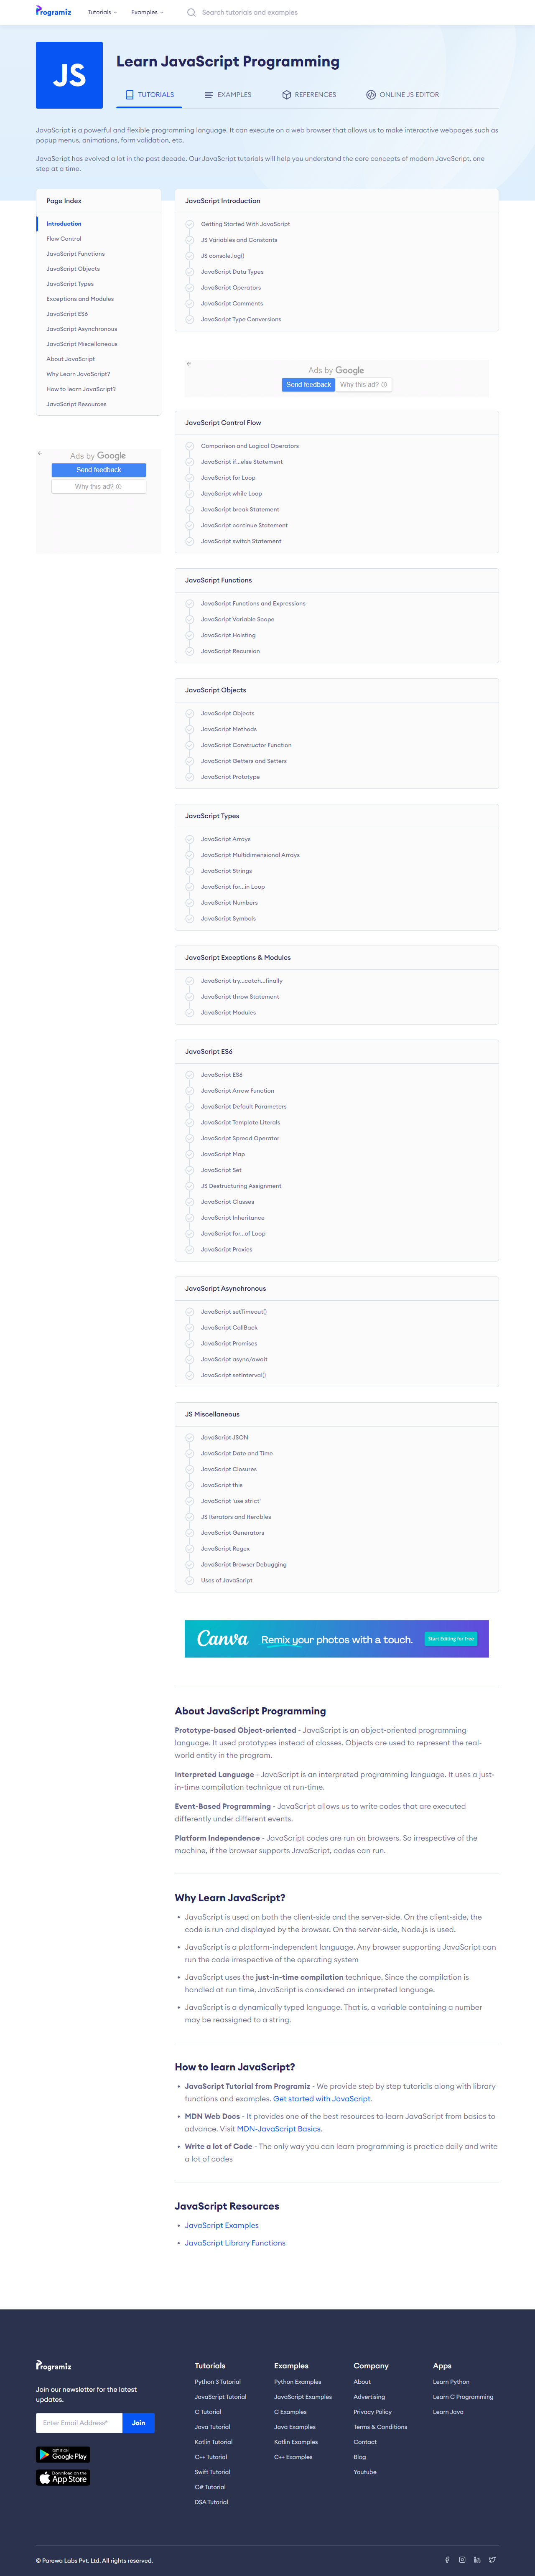 Programiz
Tutorials
Examples
Search tutorials and examples
JS
Learn JavaScript Programming
TUTORIALS
EXAMPLES
REFERENCES
ONLINE JS EDITOR
JavaScript is a powerful and flexible programming language. It can execute on a web browser that allows us to make interactive webpages such as
popup menus, animations, form validation, etc.
JavaScript has evolved a lot in the past decade. Our JavaScript tutorials will help you understand the core concepts of modern JavaScript, one
step at a time.
Page Index
Introduction
Flow Control
JavaScript Functions
JavaScript Objects
JavaScript Types
Exceptions and Modules
JavaScript ES6
JavaScript Asynchronous
JavaScript Miscellaneous
About JavaScript
Why Learn JavaScript?
How to learn JavaScript?
JavaScript Resources
Ads by Google
Send feedback
Why this ad?
JavaScript Introduction
Getting Started With JavaScript
JS Variables and Constants
JS console.log()
JavaScript Data Types
JavaScript Operators
JavaScript Comments
JavaScript Type Conversions
Ads by Google
Send feedback Why this ad?
JavaScript Control Flow
Comparison and Logical Operators
JavaScript if...else Statement
JavaScript for Loop
JavaScript while Loop
JavaScript break Statement
JavaScript continue Statement
JavaScript switch Statement
JavaScript Functions
JavaScript Functions and Expressions
JavaScript Variable Scope
JavaScript Hoisting
JavaScript Recursion
JavaScript Objects
JavaScript Objects
JavaScript Methods
JavaScript Constructor Function
JavaScript Getters and Setters
JavaScript Prototype
JavaScript Types
JavaScript Arrays
JavaScript Multidimensional Arrays
JavaScript Strings
JavaScript for...in Loop
JavaScript Numbers
JavaScript Symbols
JavaScript Exceptions & Modules
JavaScript try...catch...finally
JavaScript throw Statement
JavaScript Modules
JavaScript ES6
JavaScript ES6
JavaScript Arrow Function
JavaScript Default Parameters
JavaScript Template Literals
JavaScript Spread Operator
JavaScript Map
JavaScript Set
JS Destructuring Assignment
JavaScript Classes
JavaScript Inheritance
JavaScript for...of Loop
JavaScript Proxies
JavaScript Asynchronous
JavaScript setTimeout()
JavaScript CallBack
JavaScript Promises
JavaScript async/await
JavaScript setInterval()
JS Miscellaneous
JavaScript JSON
JavaScript Date and Time
JavaScript Closures
JavaScript this
JavaScript 'use strict'
JS Iterators and Iterables
JavaScript Generators
JavaScript Regex
JavaScript Browser Debugging
Uses of JavaScript
Canva Remix your photos with a touch. Start Editing for free
About JavaScript Programming
Prototype-based Object-oriented - JavaScript is an object-oriented programming
language. It used prototypes instead of classes. Objects are used to represent the real-
world entity in the program.
Interpreted Language - JavaScript is an interpreted programming language. It uses a just-
in-time compilation technique at run-time.
Event-Based Programming - JavaScript allows us to write codes that are executed
differently under different events.
Platform Independence - JavaScript codes are run on browsers. So irrespective of the
machine, if the browser supports JavaScript, codes can run.
Why Learn JavaScript?
• JavaScript is used on both the client-side and the server-side. On the client-side, the
code is run and displayed by the browser. On the server-side, Node.js is used.
• JavaScript is a platform-independent language. Any browser supporting JavaScript can
run the code irrespective of the operating system
• JavaScript uses the just-in-time compilation technique. Since the compilation is
handled at run time, JavaScript is considered an interpreted language.
• JavaScript is a dynamically typed language. That is, a variable containing a number
may be reassigned to a string.
How to learn JavaScript?
• JavaScript Tutorial from Programiz - We provide step by step tutorials along with library
functions and examples. Get started with JavaScript.
• MDN Web Docs - It provides one of the best resources to learn JavaScript from basics to
advance. Visit MDN-JavaScript Basics.
• Write a lot of Code - The only way you can learn programming is practice daily and write
a lot of codes
JavaScript Resources
• JavaScript Examples
• JavaScript Library Functions
Programiz
Join our newsletter for the latest
updates.
Enter Email Address*
Join
GET IT ON
Google Play
Download on the
App Store
Tutorials
Python 3 Tutorial
JavaScript Tutorial
C Tutorial
Java Tutorial
Kotlin Tutorial
C++ Tutorial
Swift Tutorial
C# Tutorial
DSA Tutorial
Examples
Python Examples
JavaScript Examples
C Examples
Java Examples
Kotlin Examples
C++ Examples
Company
About
Advertising
Privacy Policy
Terms & Conditions
Contact
Blog
Youtube
Apps
Learn Python
Learn C Programming
Learn Java
© Parewa Labs Pvt. Ltd. All rights reserved.